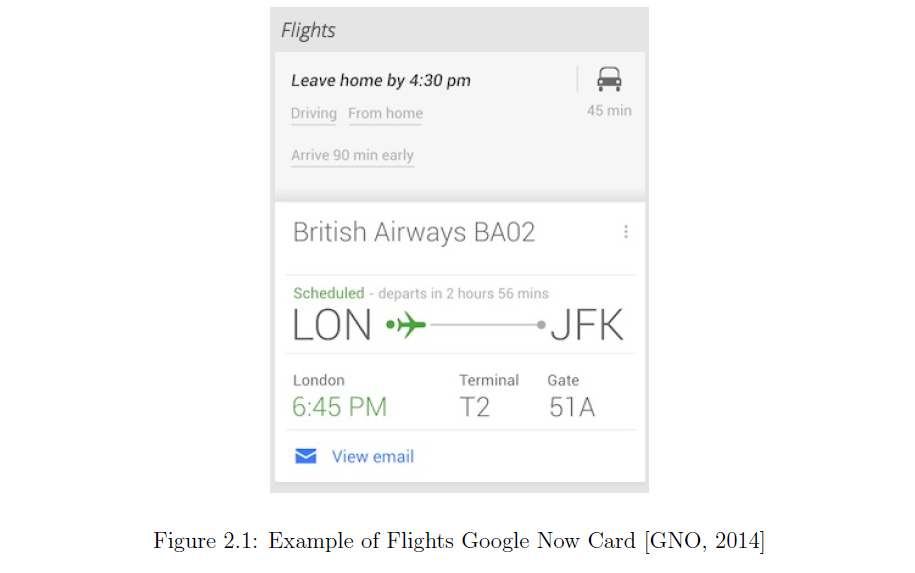 Flights
Leave home by 4:30 pm
Driving From home
45 min
Arrive 90 min early
British Airways BA02
Scheduled - departs in 2 hours 56 mins
LON JFK
London Terminal Gate
6:45 PM T2 51A
View email
Figure 2.1: Example of Flights Google Now Card [GNO, 2014]